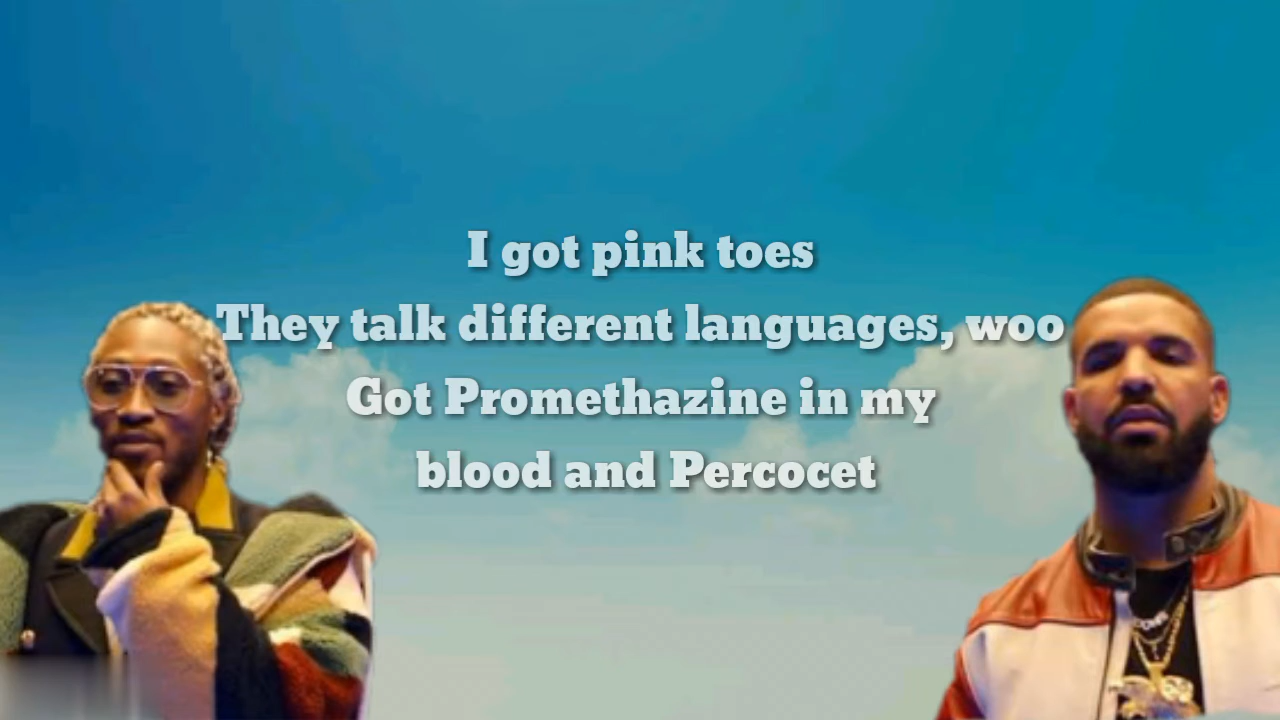 I got pink toes
They talk different languages, woo
Got Promethazine in my
blood and Percocet